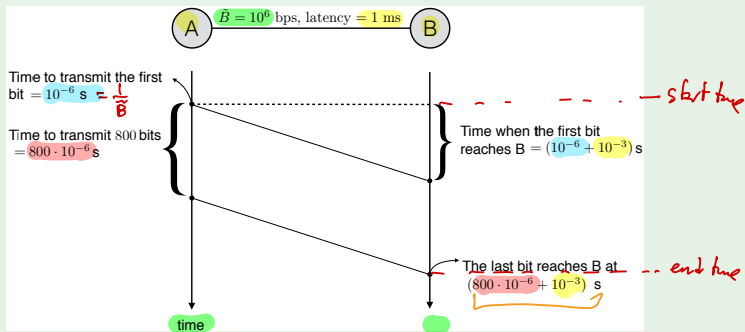 B̃ = 10⁶ bps, latency = 1 ms
A
B
Time to transmit the first
bit = 10⁻⁶ s = 1/B̃
start time
Time to transmit 800 bits
= 800 · 10⁻⁶ s
Time when the first bit
reaches B = (10⁻⁶ + 10⁻³) s
The last bit reaches B at
(800 · 10⁻⁶ + 10⁻³) s
end time
time